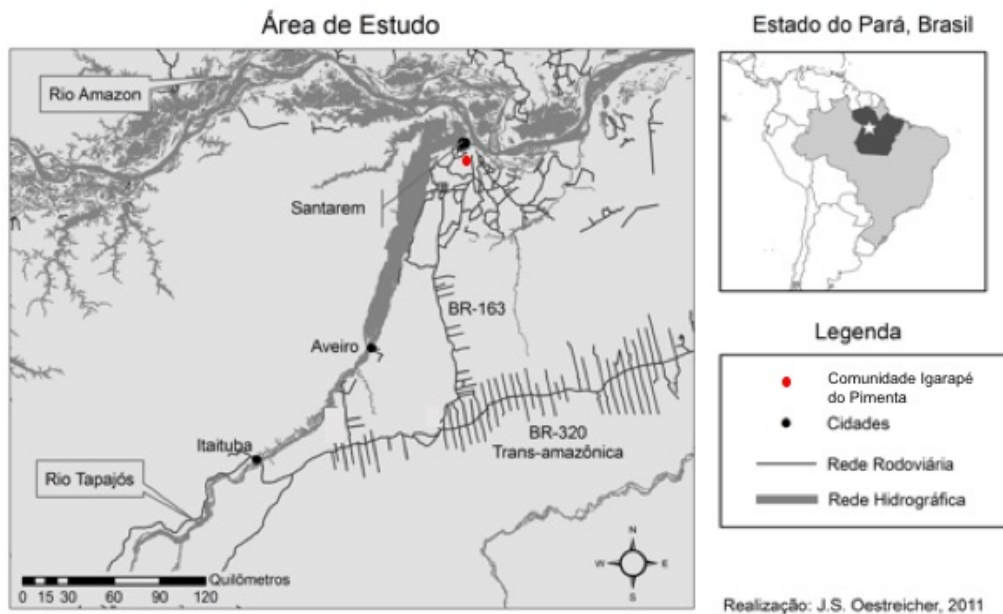 Área de Estudo
Estado do Pará, Brasil
Rio Amazon
Santarem
BR-163
Aveiro
BR-320
Trans-amazônica
Itaituba
Rio Tapajós
Quilômetros
0 15 30 60 90 120
N
W E
S
Legenda
Comunidade Igarapé
do Pimenta
Cidades
Rede Rodoviária
Rede Hidrográfica
Realização: J.S. Oestreicher, 2011